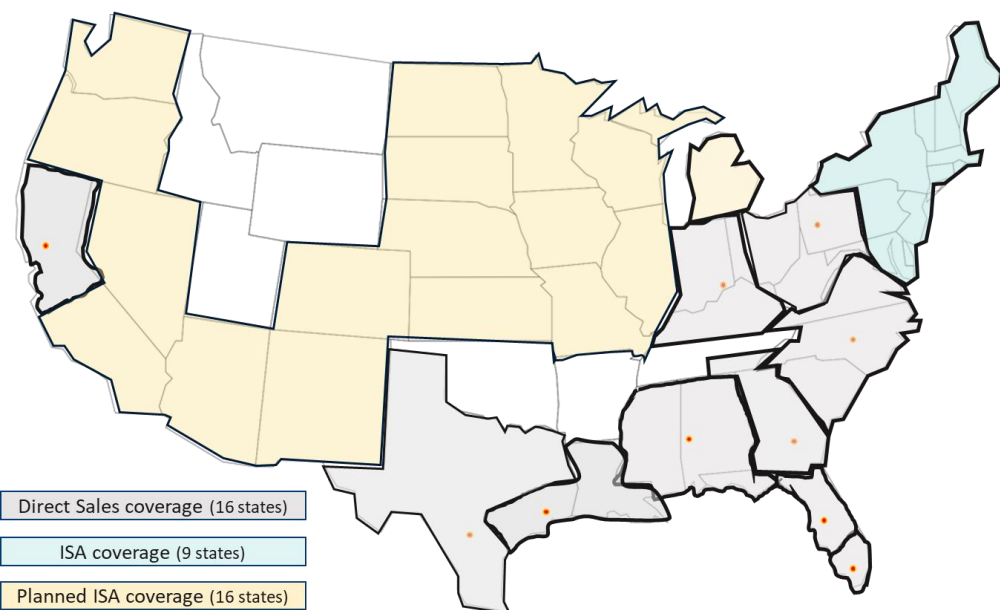 Direct Sales coverage (16 states)
ISA coverage (9 states)
Planned ISA coverage (16 states)